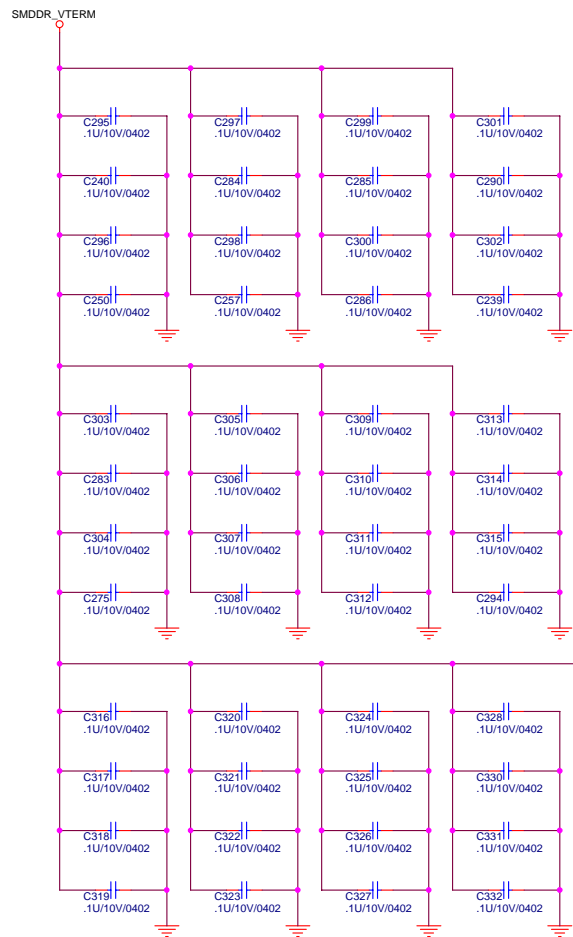 SMDDR_VTERM
C295 C297 C299 C301
.1U/10V/0402 .1U/10V/0402 .1U/10V/0402 .1U/10V/0402
C240 C284 C285 C290
.1U/10V/0402 .1U/10V/0402 .1U/10V/0402 .1U/10V/0402
C296 C298 C300 C302
.1U/10V/0402 .1U/10V/0402 .1U/10V/0402 .1U/10V/0402
C250 C257 C286 C239
.1U/10V/0402 .1U/10V/0402 .1U/10V/0402 .1U/10V/0402
C303 C305 C309 C313
.1U/10V/0402 .1U/10V/0402 .1U/10V/0402 .1U/10V/0402
C283 C306 C310 C314
.1U/10V/0402 .1U/10V/0402 .1U/10V/0402 .1U/10V/0402
C304 C307 C311 C315
.1U/10V/0402 .1U/10V/0402 .1U/10V/0402 .1U/10V/0402
C275 C308 C312 C294
.1U/10V/0402 .1U/10V/0402 .1U/10V/0402 .1U/10V/0402
C316 C320 C324 C328
.1U/10V/0402 .1U/10V/0402 .1U/10V/0402 .1U/10V/0402
C317 C321 C325 C330
.1U/10V/0402 .1U/10V/0402 .1U/10V/0402 .1U/10V/0402
C318 C322 C326 C331
.1U/10V/0402 .1U/10V/0402 .1U/10V/0402 .1U/10V/0402
C319 C323 C327 C332
.1U/10V/0402 .1U/10V/0402 .1U/10V/0402 .1U/10V/0402